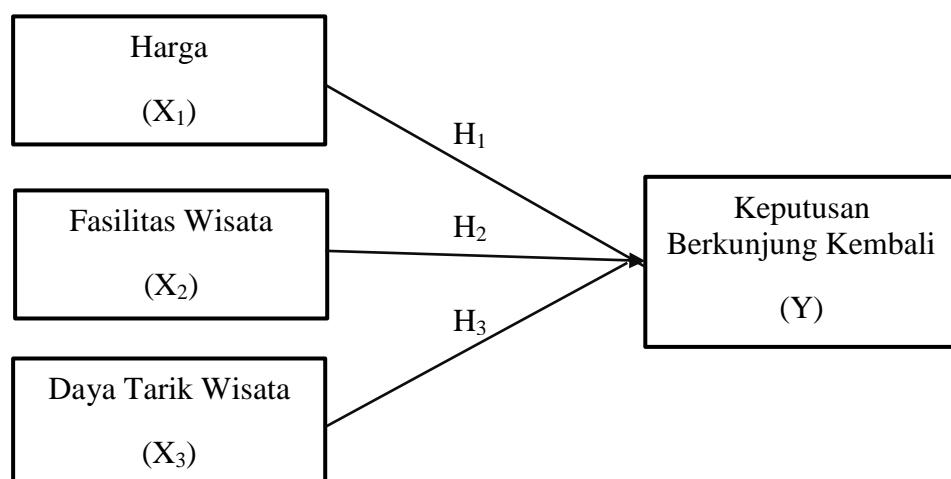 Harga
(X₁)
H₁
Fasilitas Wisata
(X₂)
H₂
Keputusan
Berkunjung Kembali
(Y)
H₃
Daya Tarik Wisata
(X₃)